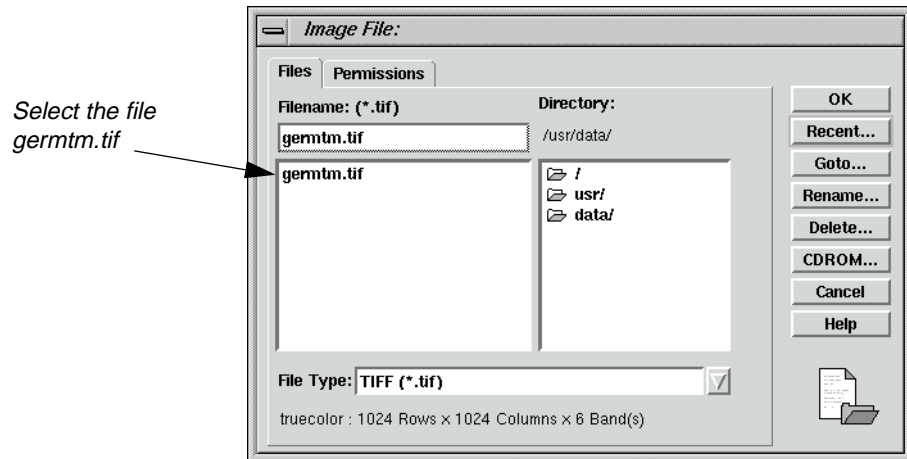 Image File:
Files
Permissions
Select the file
germtm.tif
Filename: (*.tif)
Directory:
germtm.tif
/usr/data/
germtm.tif
/
usr/
data/
File Type: TIFF (*.tif)
truecolor : 1024 Rows x 1024 Columns x 6 Band(s)
OK
Recent...
Goto...
Rename...
Delete...
CDROM...
Cancel
Help